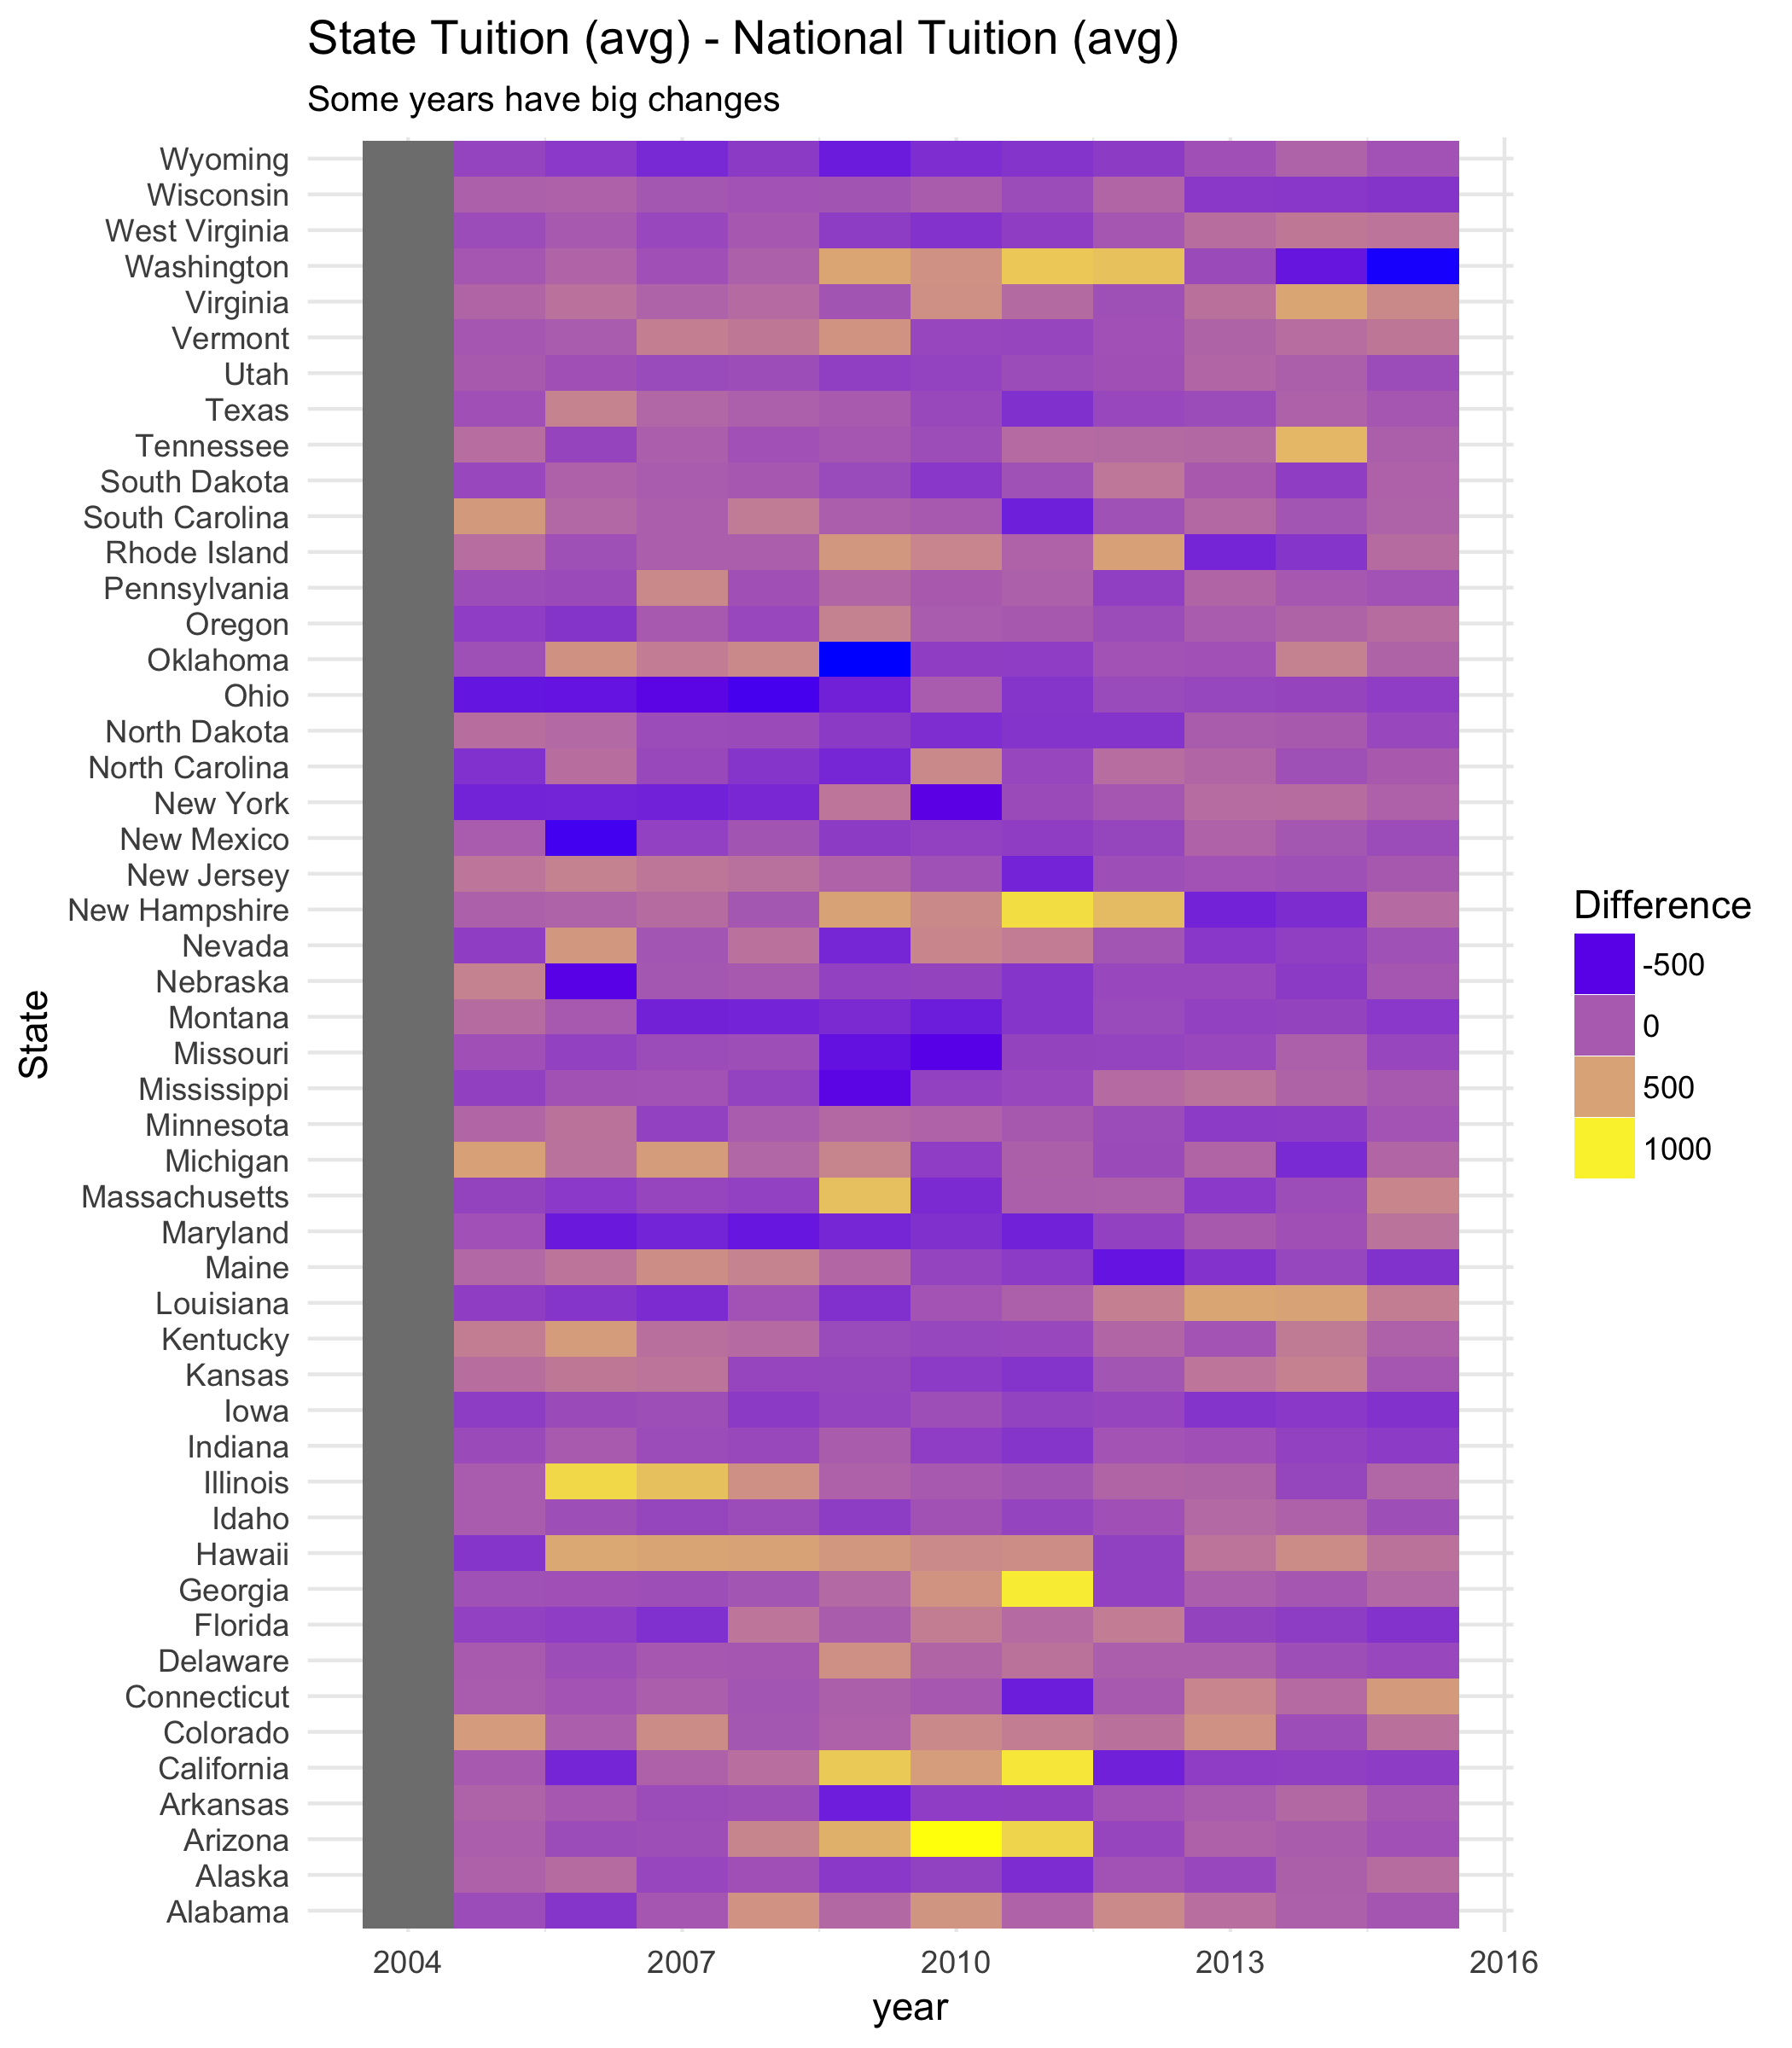 State Tuition (avg) - National Tuition (avg)
Some years have big changes
Wyoming
Wisconsin
West Virginia
Washington
Virginia
Vermont
Utah
Texas
Tennessee
South Dakota
South Carolina
Rhode Island
Pennsylvania
Oregon
Oklahoma
Ohio
North Dakota
North Carolina
New York
New Mexico
New Jersey
New Hampshire
Nevada
Nebraska
Montana
Missouri
Mississippi
Minnesota
Michigan
Massachusetts
Maryland
Maine
Louisiana
Kentucky
Kansas
Iowa
Indiana
Illinois
Idaho
Hawaii
Georgia
Florida
Delaware
Connecticut
Colorado
California
Arkansas
Arizona
Alaska
Alabama
State
2004 2007 2010 2013 2016
year
Difference
-500
0
500
1000